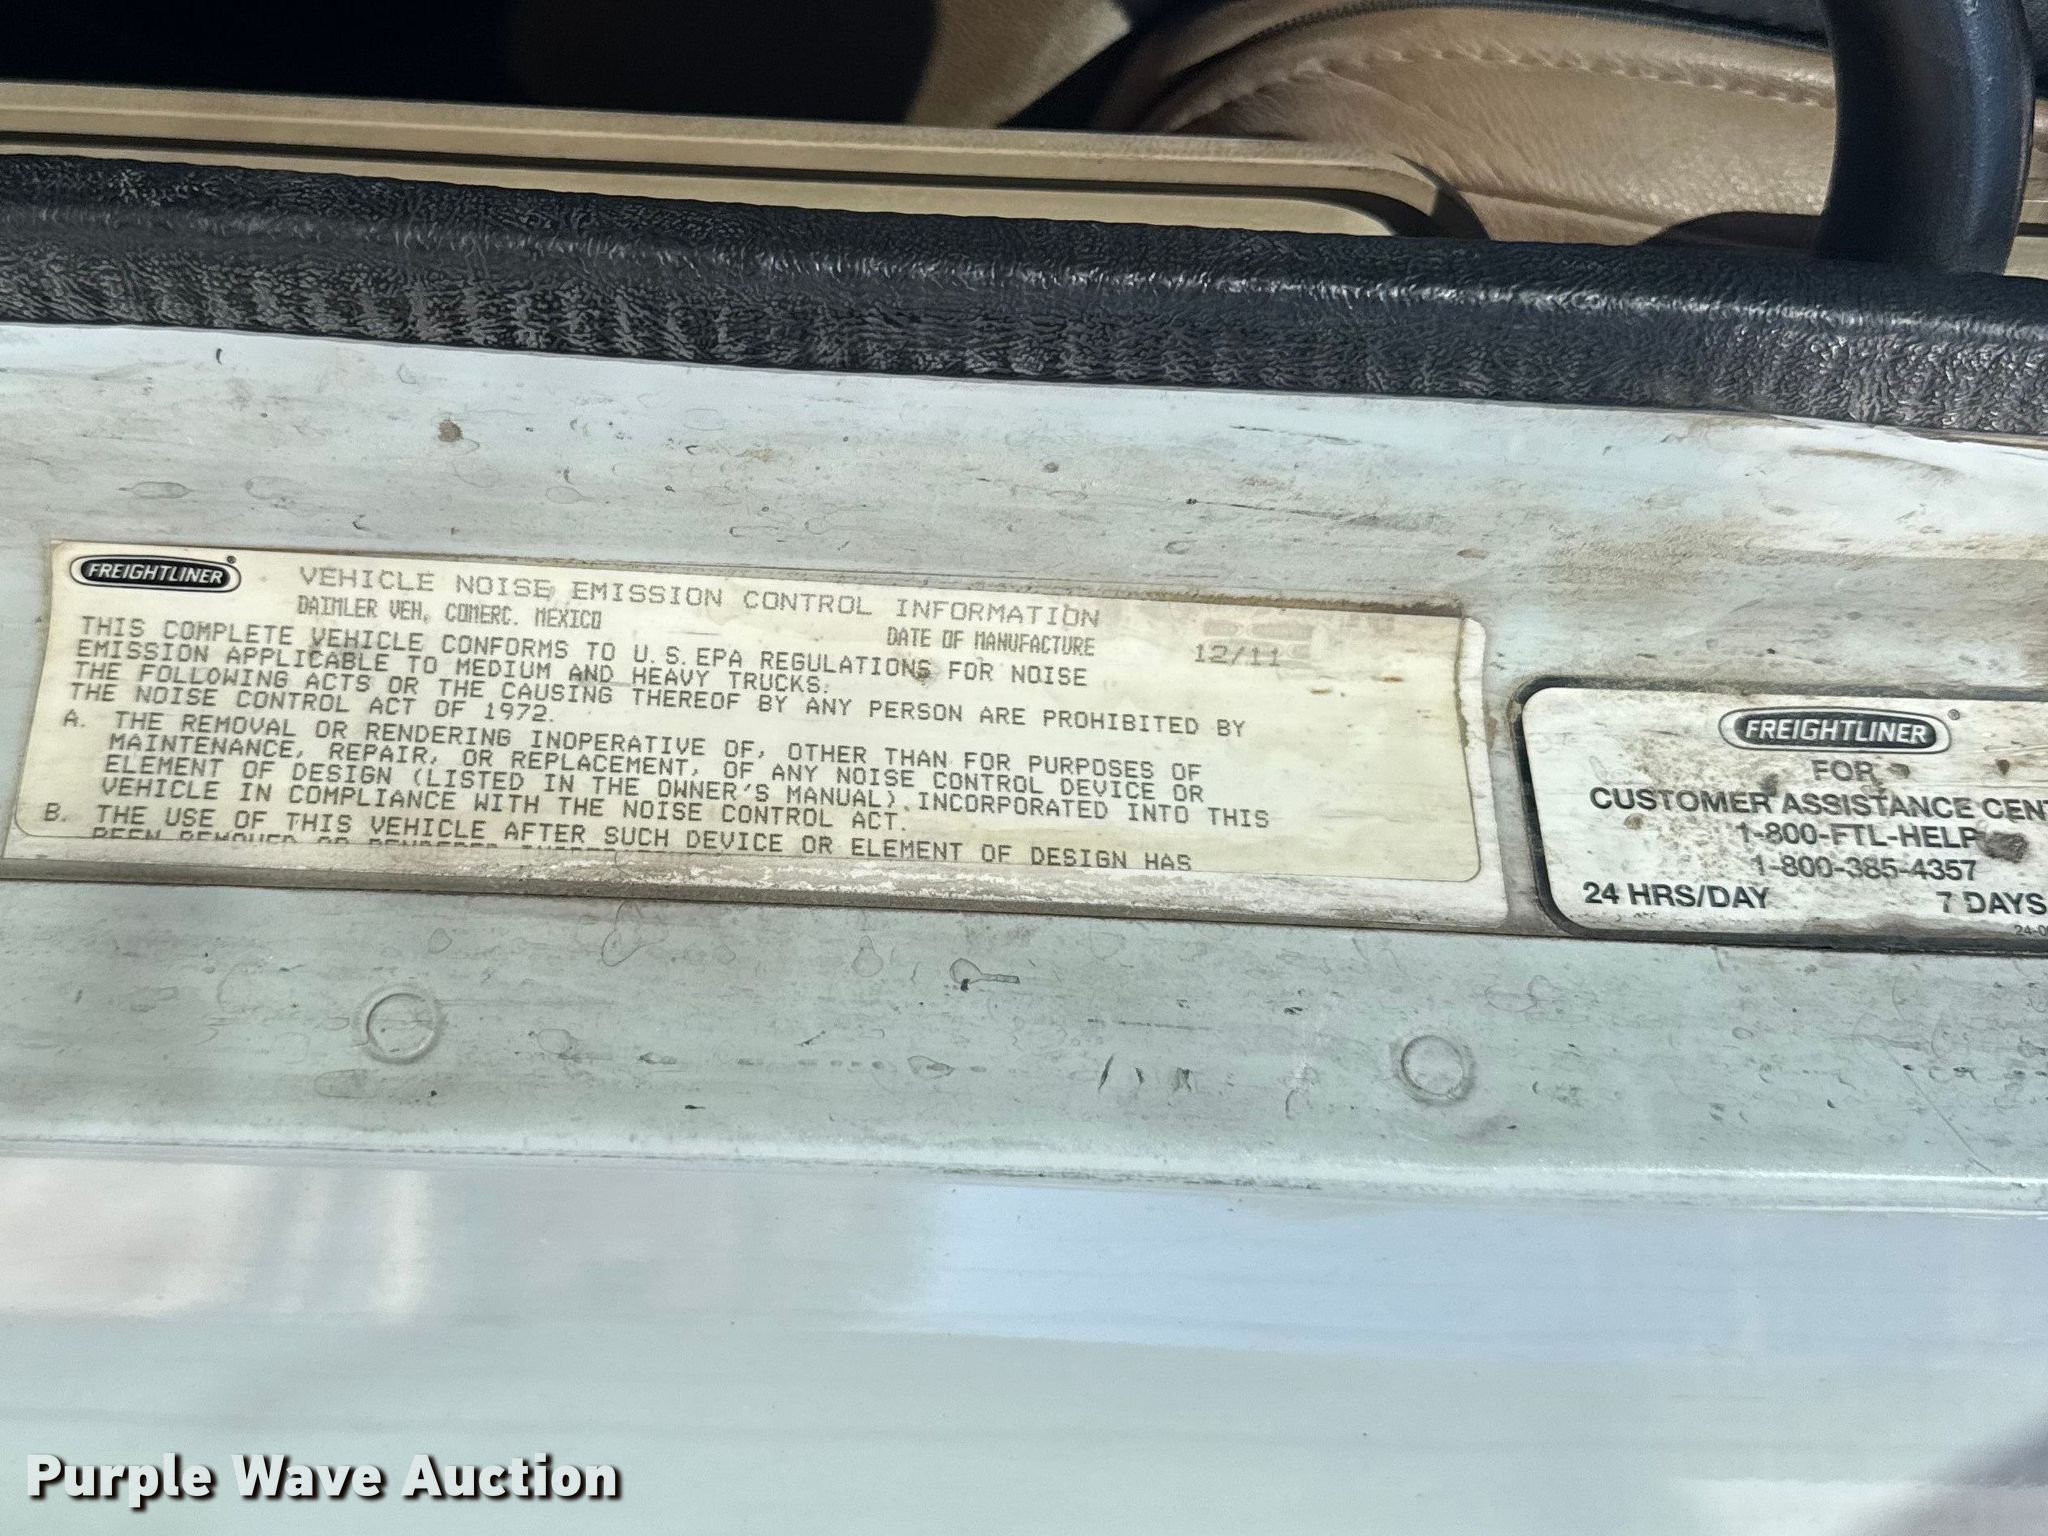 FREIGHTLINER®
VEHICLE NOISE EMISSION CONTROL INFORMATION
DAIMLER VEH. COMERC. MEXICO
DATE OF MANUFACTURE 12/11
THIS COMPLETE VEHICLE CONFORMS TO U.S.EPA REGULATIONS FOR NOISE
EMISSION APPLICABLE TO MEDIUM AND HEAVY TRUCKS.
THE FOLLOWING ACTS OR THE CAUSING THEREOF BY ANY PERSON ARE PROHIBITED BY
THE NOISE CONTROL ACT OF 1972.
A. THE REMOVAL OR RENDERING INOPERATIVE OF, OTHER THAN FOR PURPOSES OF
MAINTENANCE, REPAIR, OR REPLACEMENT, OF ANY NOISE CONTROL DEVICE OR
ELEMENT OF DESIGN (LISTED IN THE OWNER'S MANUAL) INCORPORATED INTO THIS
VEHICLE IN COMPLIANCE WITH THE NOISE CONTROL ACT.
B. THE USE OF THIS VEHICLE AFTER SUCH DEVICE OR ELEMENT OF DESIGN HAS
BEEN REMOVED OR RENDERED
FREIGHTLINER®
FOR
CUSTOMER ASSISTANCE CENT
1-800-FTL-HELP
1-800-385-4357
24 HRS/DAY 7 DAYS
Purple Wave Auction